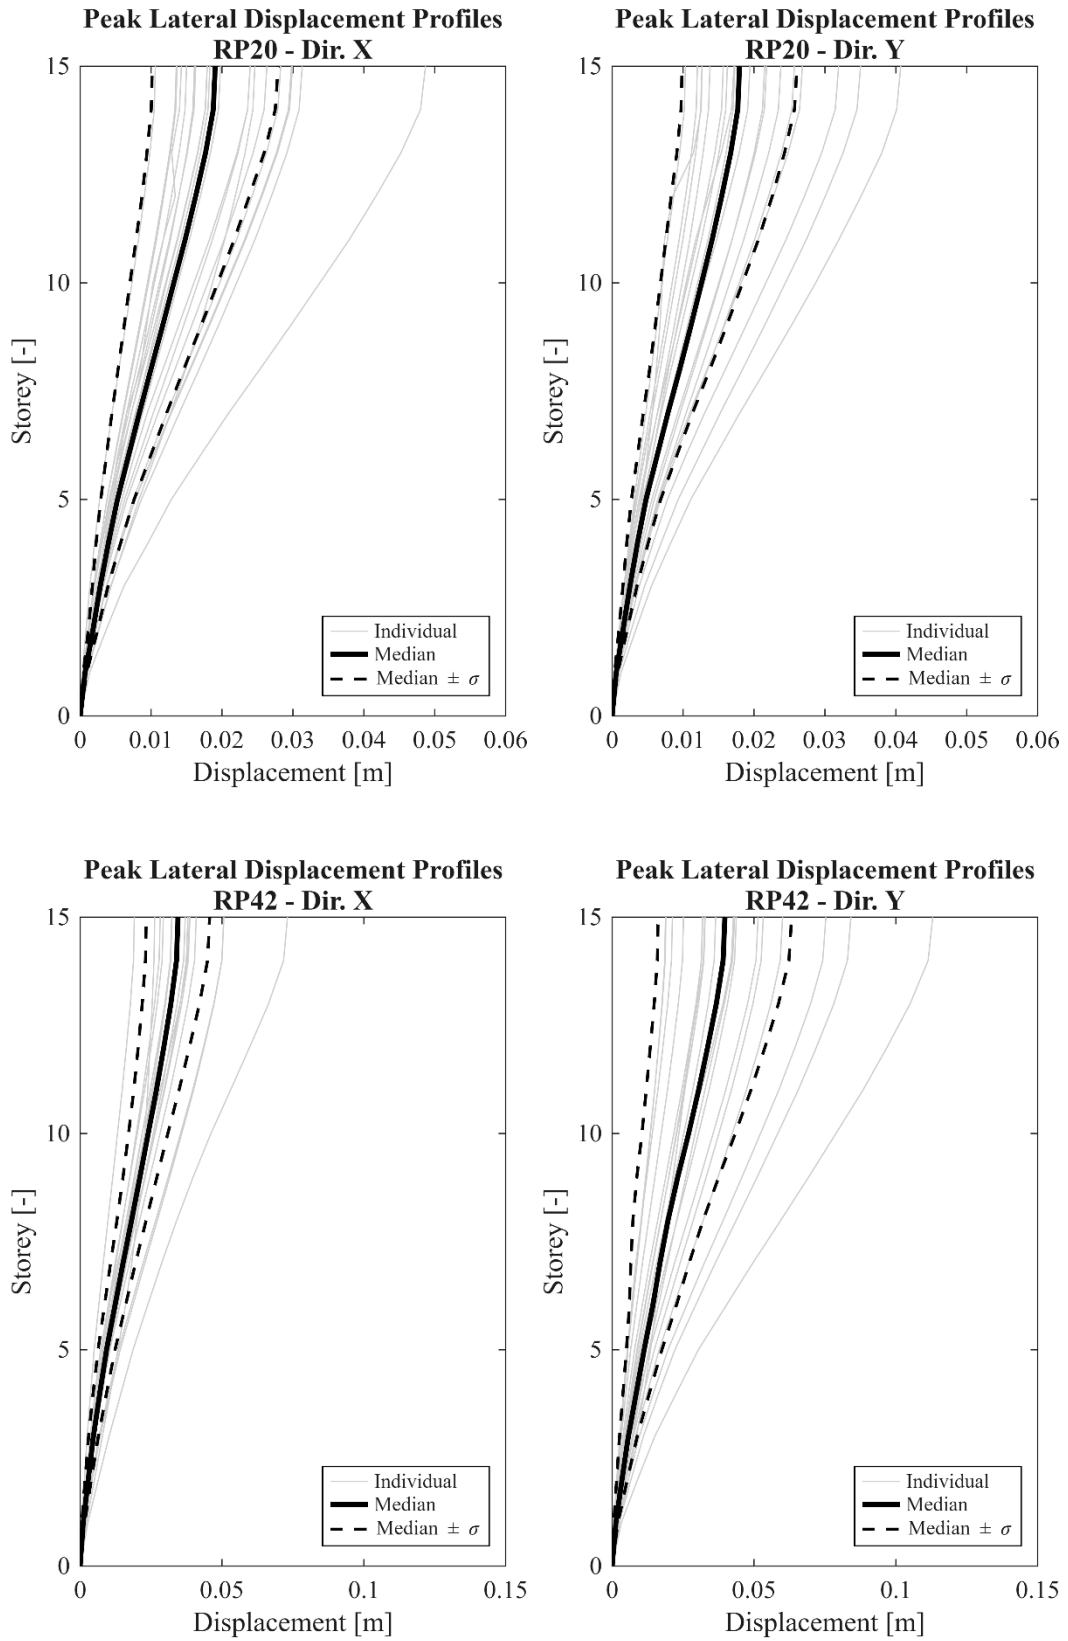 Peak Lateral Displacement Profiles
RP20 - Dir. X
15
10
5
0
Storey [-]
Individual
Median
Median ± σ
0 0.01 0.02 0.03 0.04 0.05 0.06
Displacement [m]
Peak Lateral Displacement Profiles
RP20 - Dir. Y
15
10
5
0
Storey [-]
Individual
Median
Median ± σ
0 0.01 0.02 0.03 0.04 0.05 0.06
Displacement [m]
Peak Lateral Displacement Profiles
RP42 - Dir. X
15
10
5
0
Storey [-]
Individual
Median
Median ± σ
0 0.05 0.1 0.15
Displacement [m]
Peak Lateral Displacement Profiles
RP42 - Dir. Y
15
10
5
0
Storey [-]
Individual
Median
Median ± σ
0 0.05 0.1 0.15
Displacement [m]